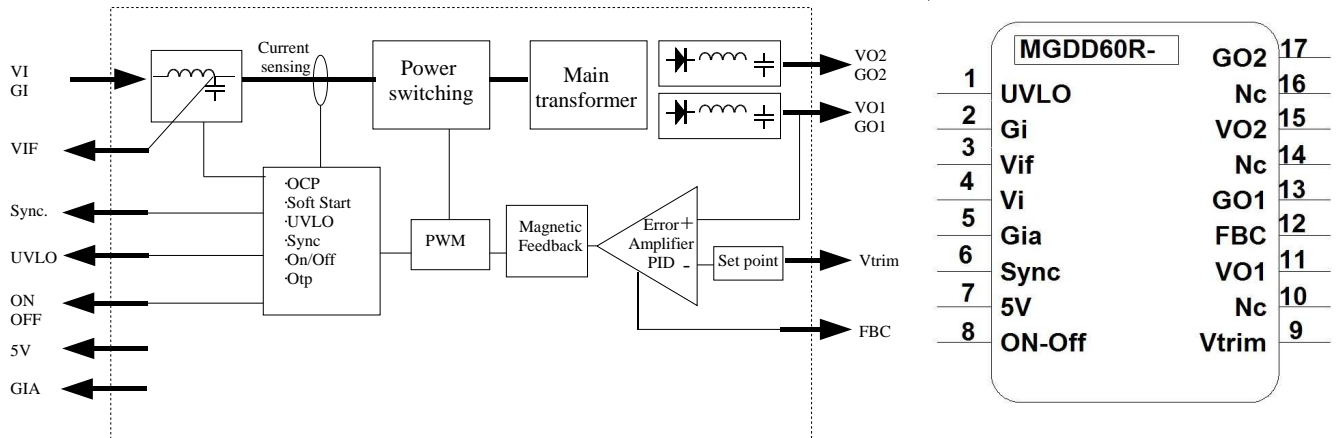 Current
sensing
VI
GI
Power
switching
Main
transformer
VO2
GO2
VO1
GO1
VIF
·OCP
·Soft Start
·UVLO
·Sync
·On/Off
·Otp
Sync.
UVLO
ON
OFF
5V
GIA
PWM
Magnetic
Feedback
Error+
Amplifier
PID -
Set point
Vtrim
FBC
MGDD60R-
1 UVLO
2 Gi
3 Vif
4 Vi
5 Gia
6 Sync
7 5V
8 ON-Off
GO2 17
Nc 16
VO2 15
Nc 14
GO1 13
FBC 12
VO1 11
Nc 10
Vtrim 9